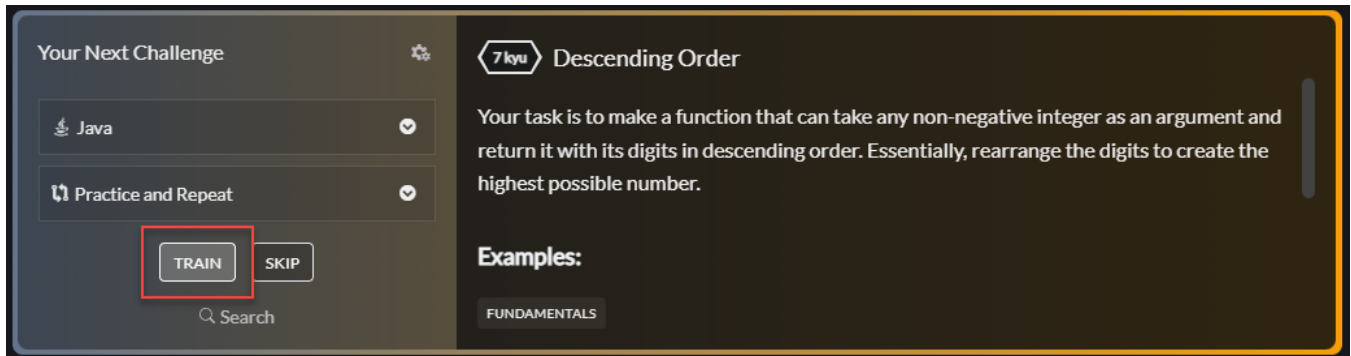 Your Next Challenge
Java
Practice and Repeat
TRAIN
SKIP
Search
7 kyu
Descending Order
Your task is to make a function that can take any non-negative integer as an argument and
return it with its digits in descending order. Essentially, rearrange the digits to create the
highest possible number.
Examples:
FUNDAMENTALS